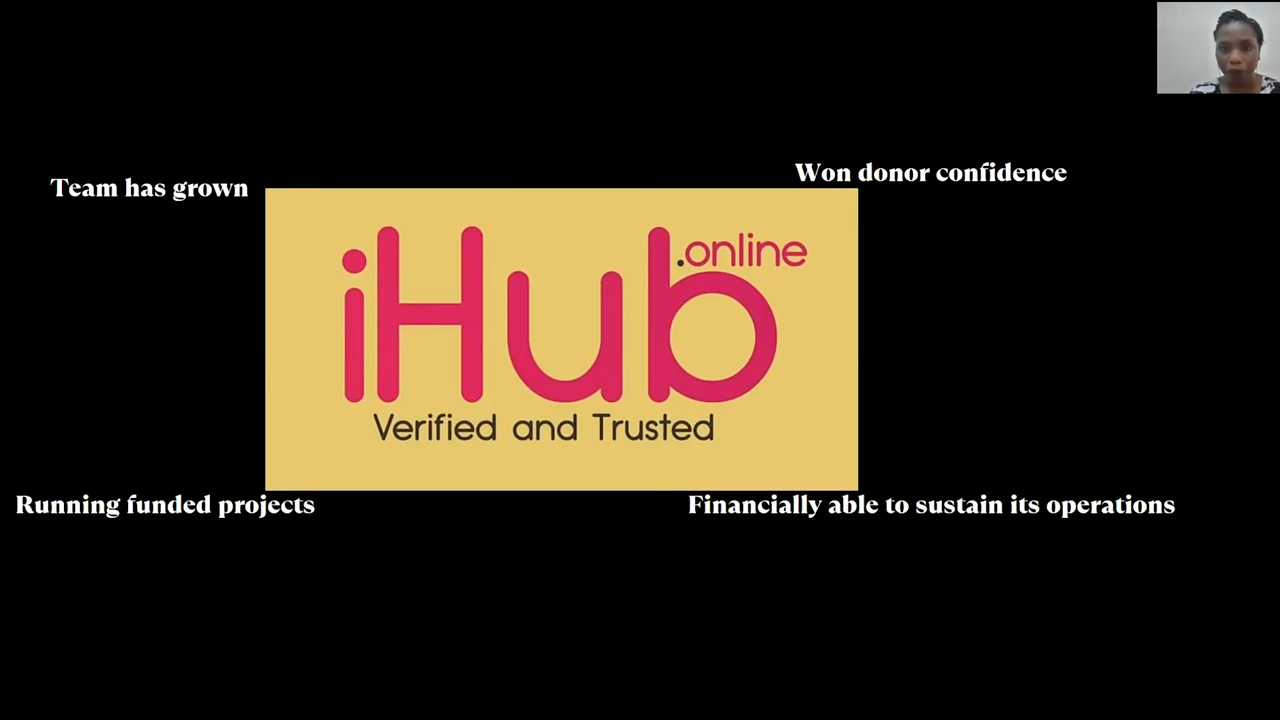 Won donor confidence
Team has grown
iHub
.online
Verified and Trusted
Running funded projects
Financially able to sustain its operations